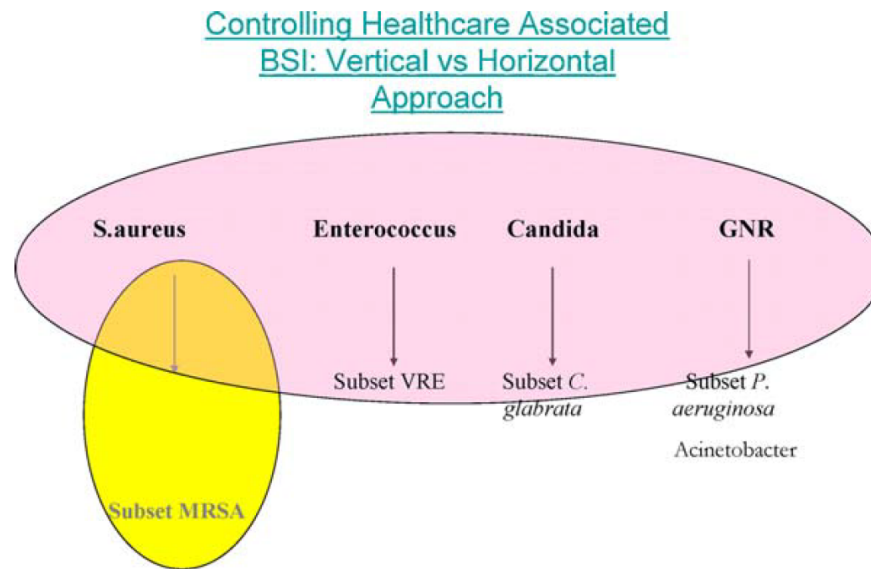 Controlling Healthcare Associated
BSI: Vertical vs Horizontal
Approach
S.aureus
Enterococcus
Candida
GNR
Subset VRE
Subset C.
glabrata
Subset P.
aeruginosa
Acinetobacter
Subset MRSA